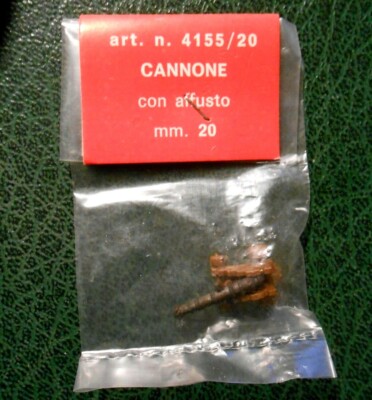 art. n. 4155/20
CANNONE
con affusto
mm. 20